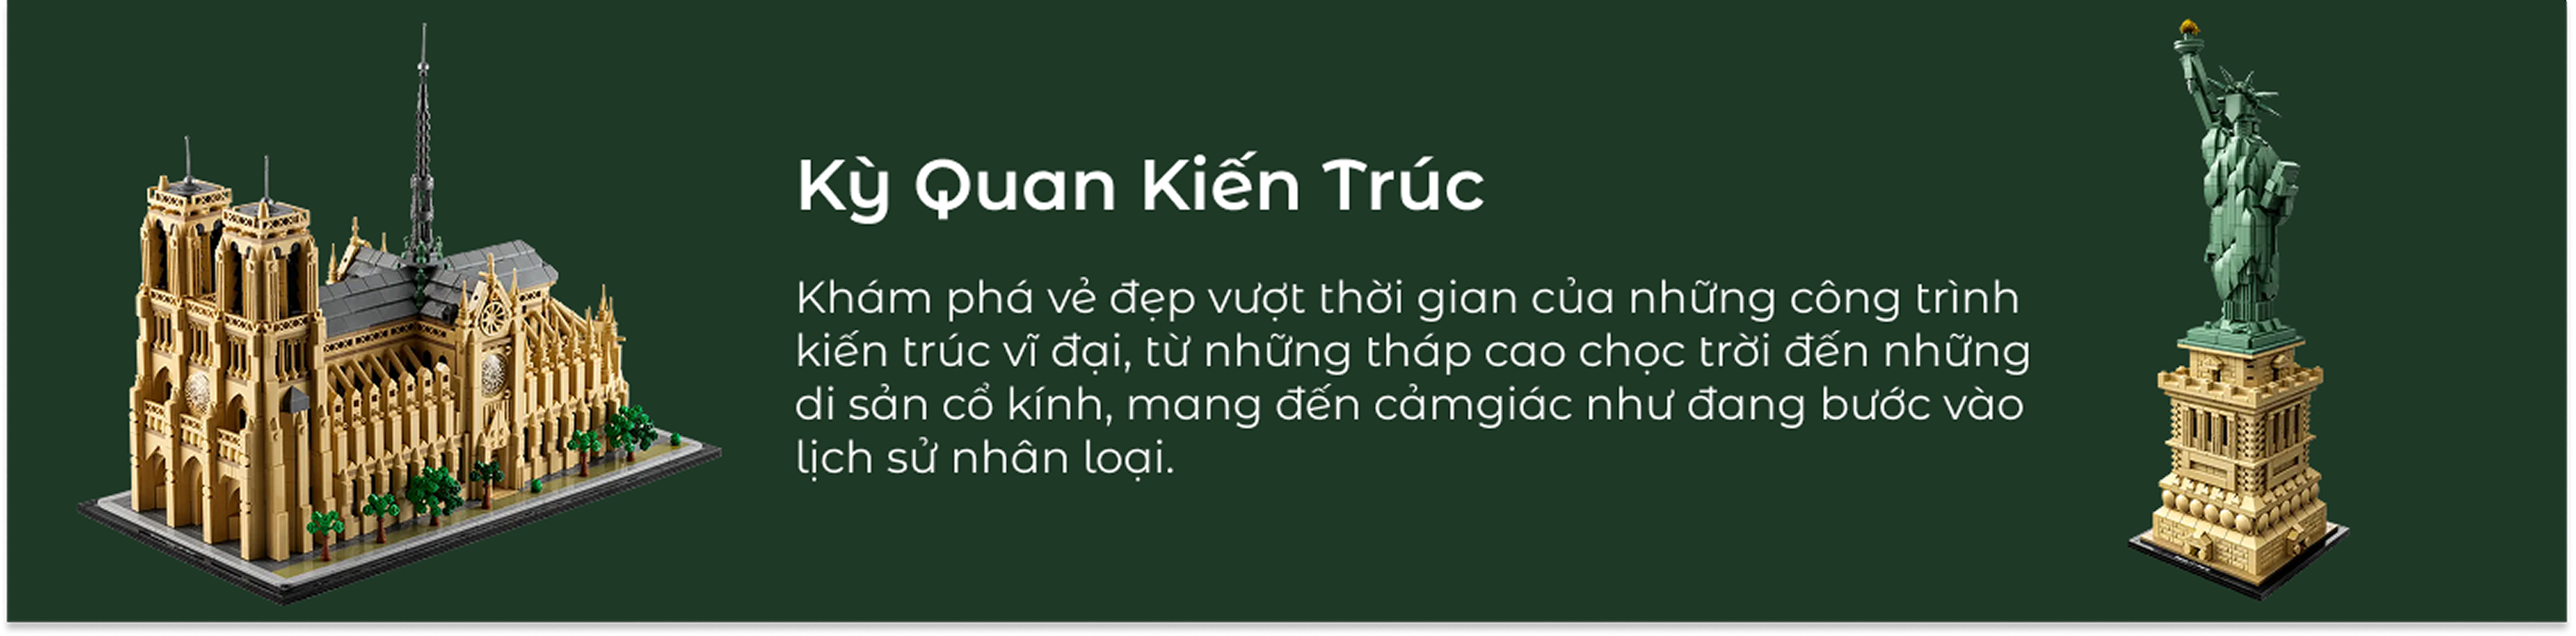 Kỳ Quan Kiến Trúc
Khám phá vẻ đẹp vượt thời gian của những công trình
kiến trúc vĩ đại, từ những tháp cao chọc trời đến những
di sản cổ kính, mang đến cảmgiác như đang bước vào
lịch sử nhân loại.